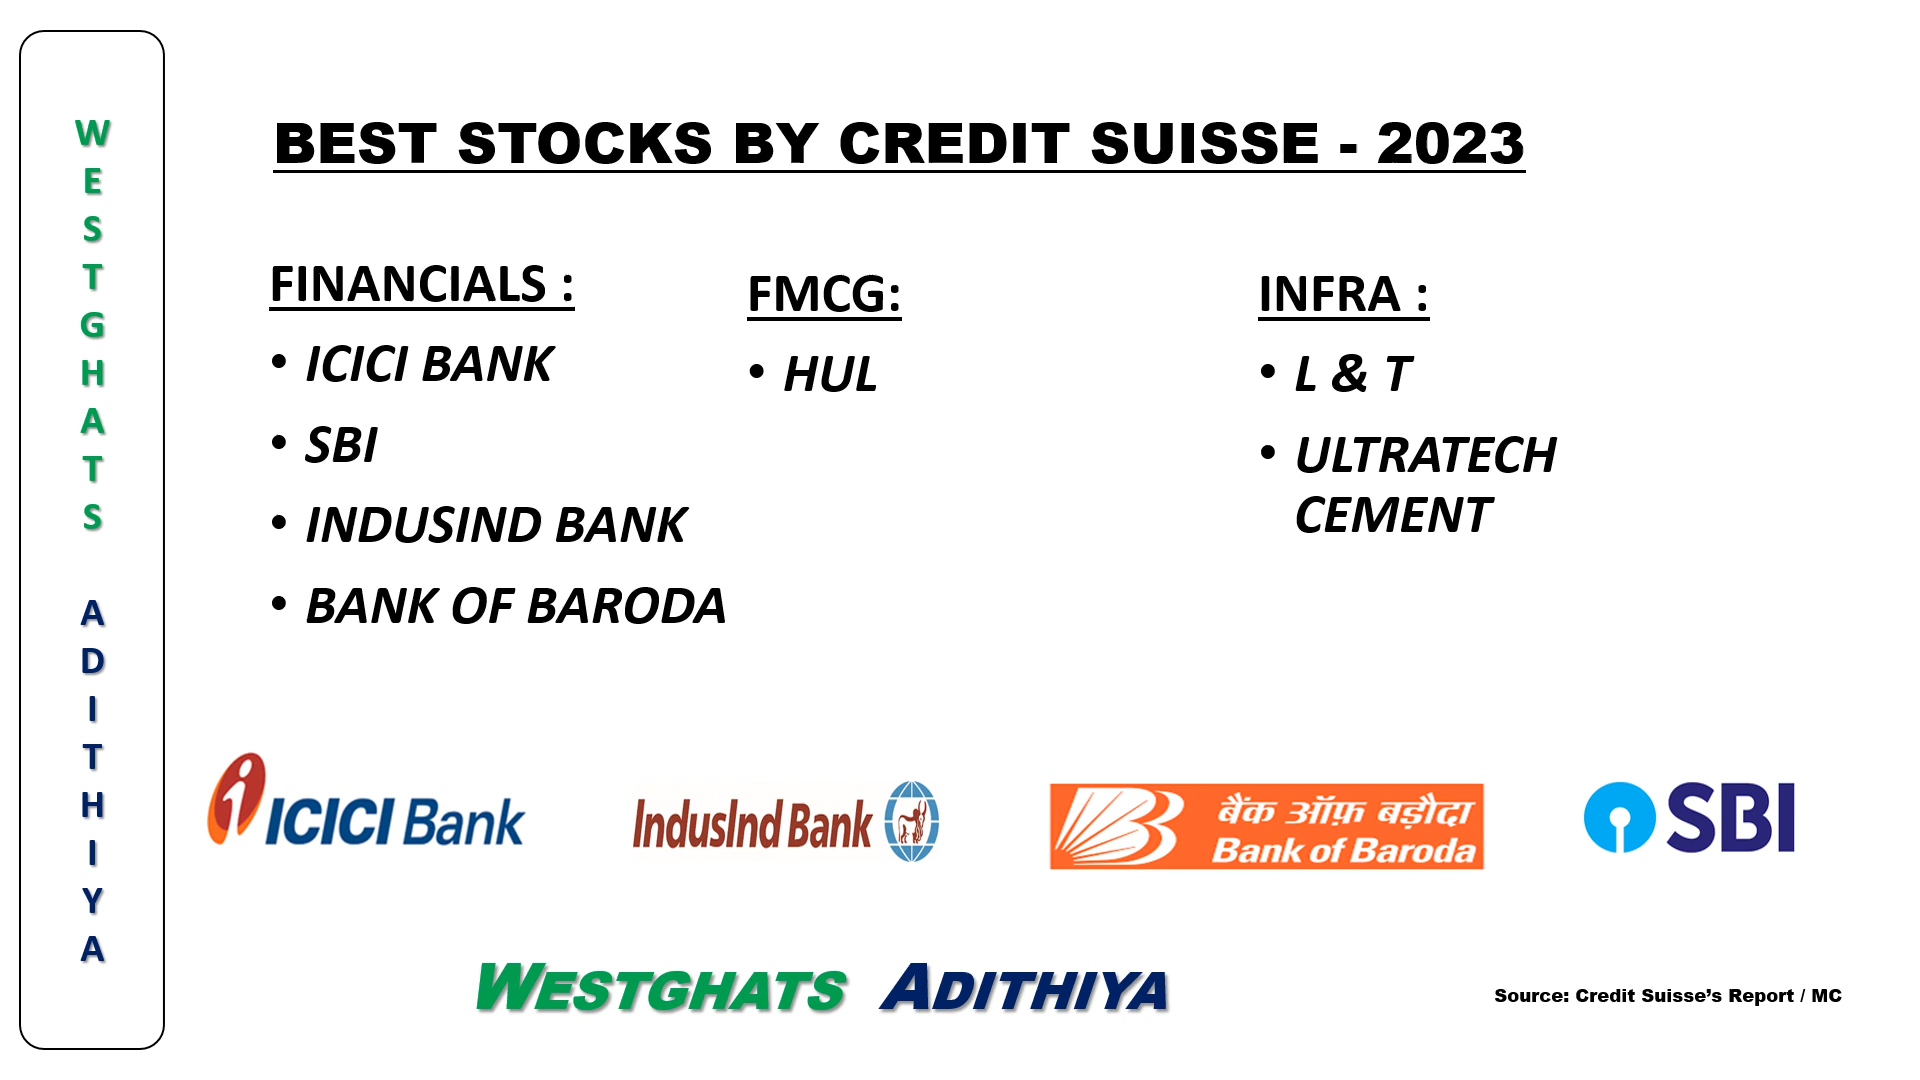 W
E
S
T
G
H
A
T
S
A
D
I
T
H
I
Y
A
BEST STOCKS BY CREDIT SUISSE - 2023
FINANCIALS :
• ICICI BANK
• SBI
• INDUSIND BANK
• BANK OF BARODA
FMCG:
• HUL
INFRA :
• L & T
• ULTRATECH
CEMENT
ICICI Bank
IndusInd Bank
बैंक ऑफ़ बड़ौदा
Bank of Baroda
SBI
WESTGHATS ADITHIYA
Source: Credit Suisse’s Report / MC